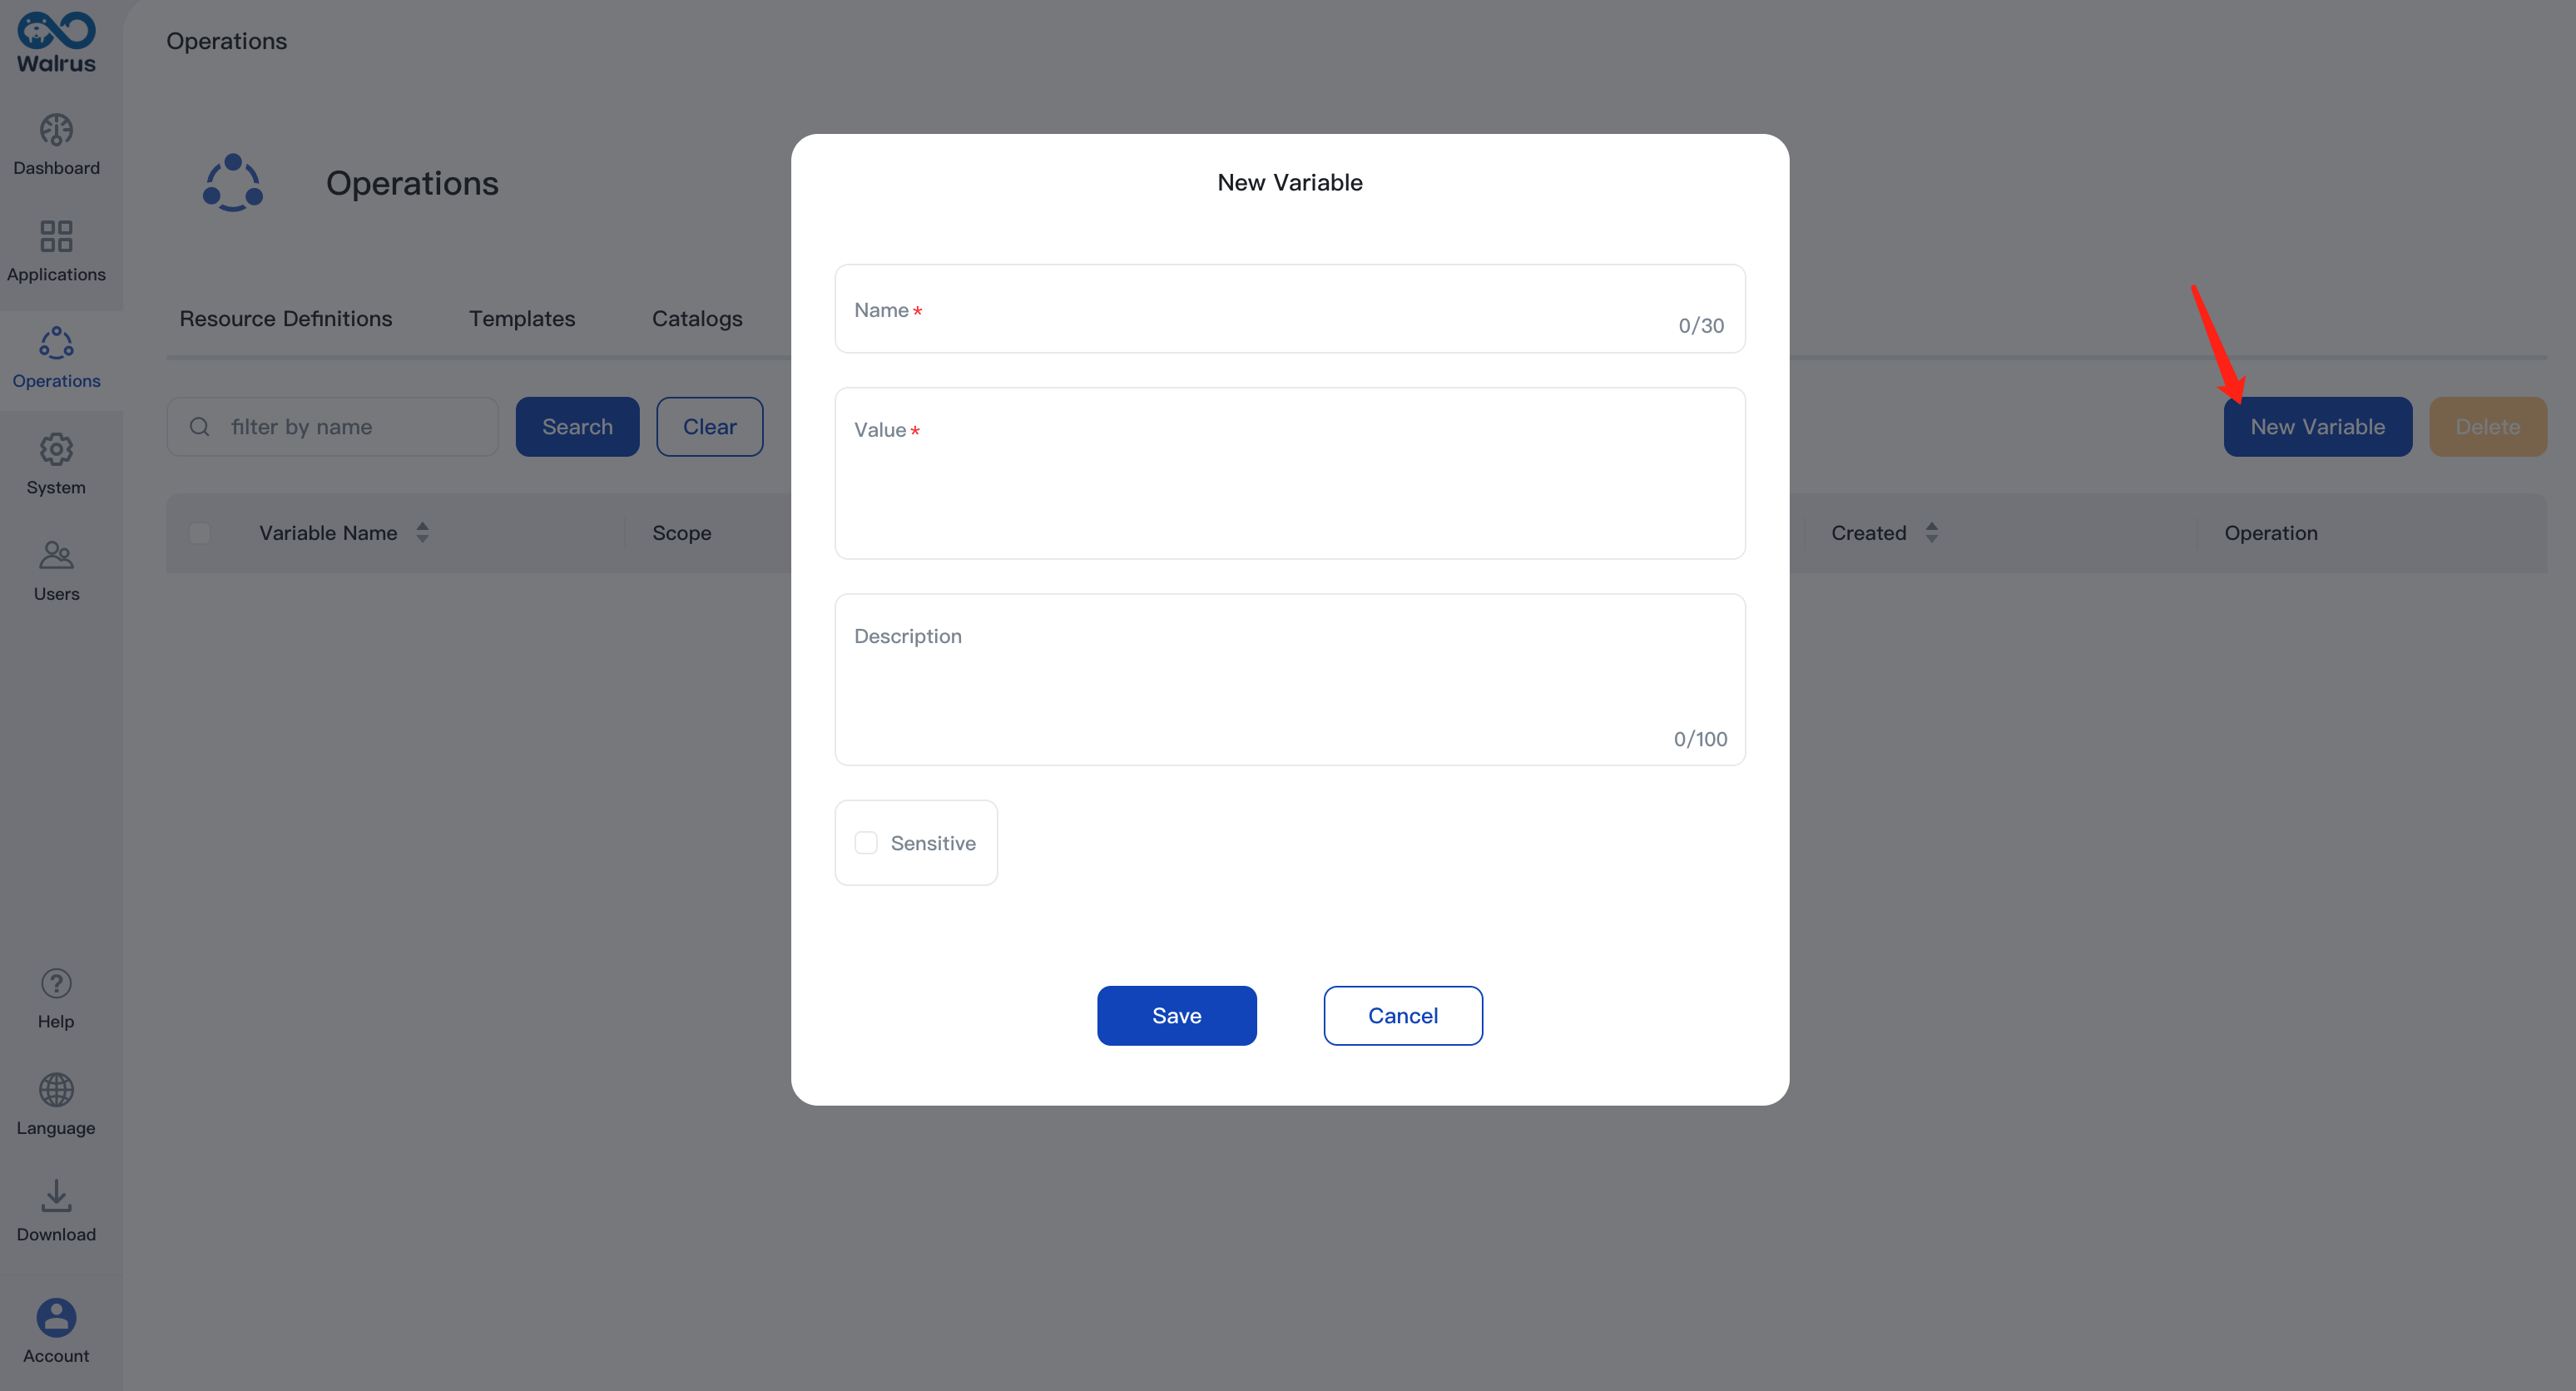 Walrus
Dashboard
Applications
Operations
System
Users
Help
Language
Download
Account
Operations
Operations
Resource Definitions Templates Catalogs
filter by name Search Clear New Variable Delete
Variable Name Scope Created Operation
New Variable
Name *
0/30
Value *
Description
0/100
Sensitive
Save Cancel